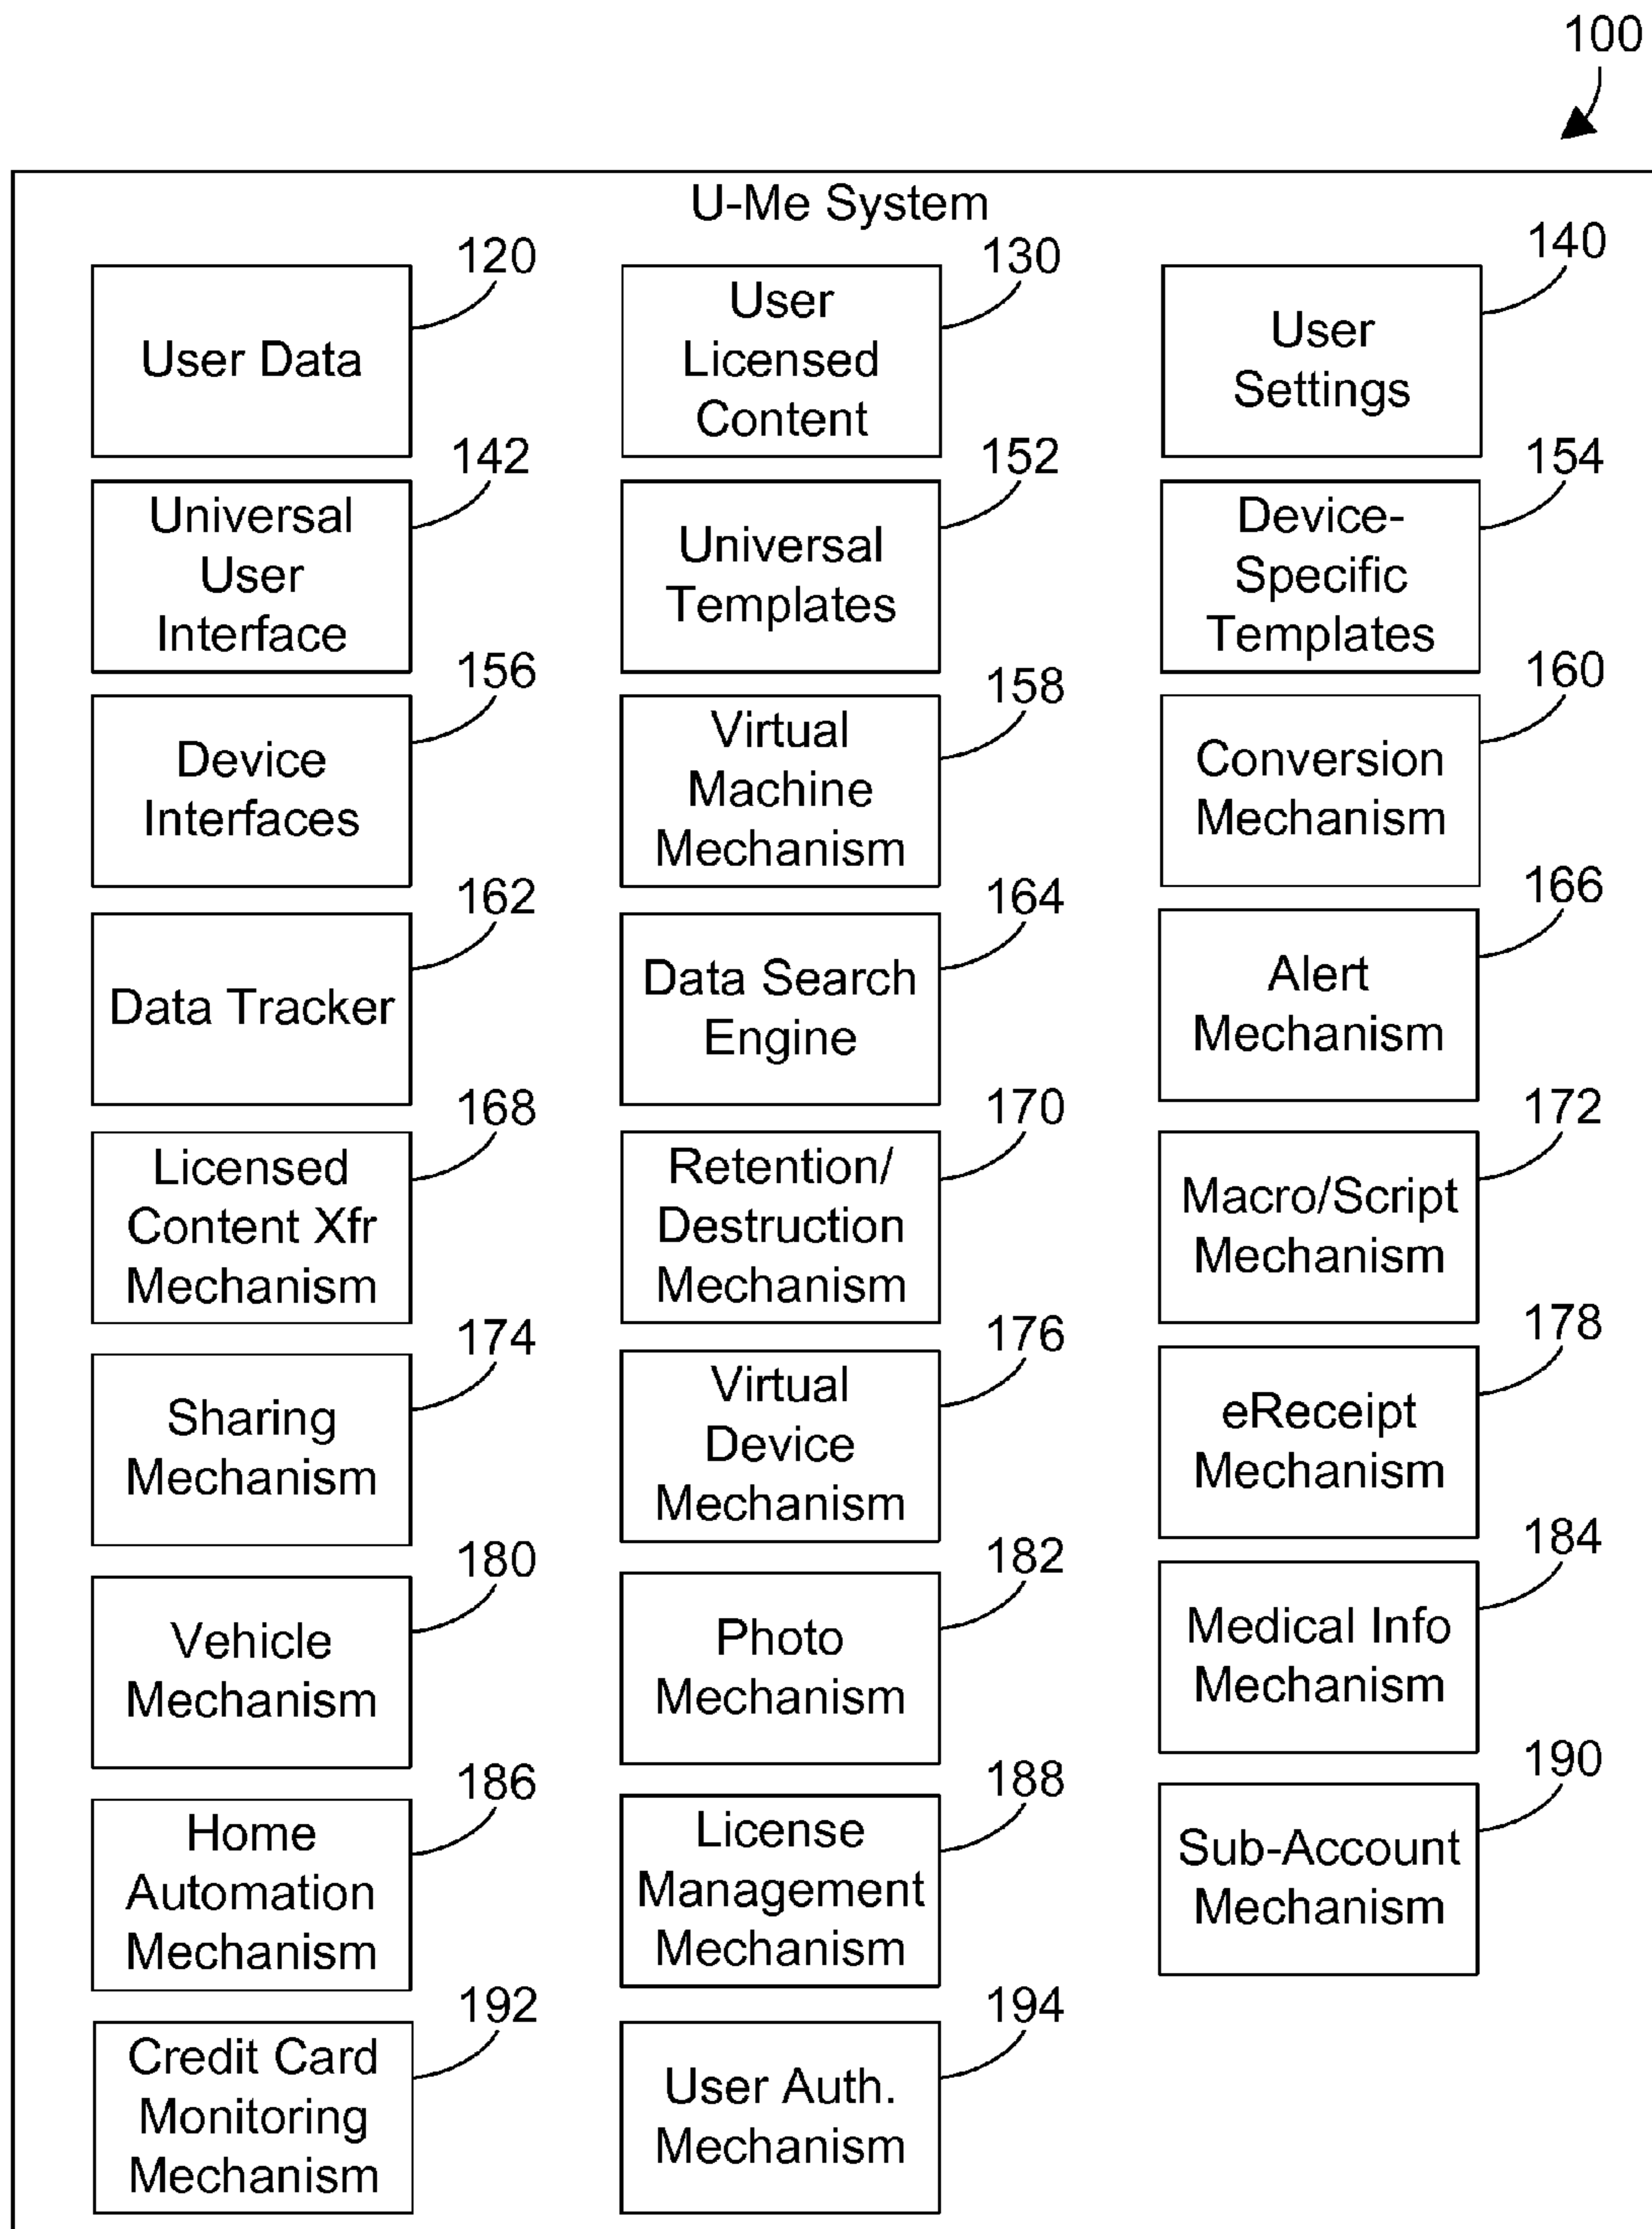 100
U-Me System
120
User Data
130
User
Licensed
Content
140
User
Settings
142
Universal
User
Interface
152
Universal
Templates
154
Device-
Specific
Templates
156
Device
Interfaces
158
Virtual
Machine
Mechanism
160
Conversion
Mechanism
162
Data Tracker
164
Data Search
Engine
166
Alert
Mechanism
168
Licensed
Content Xfr
Mechanism
170
Retention/
Destruction
Mechanism
172
Macro/Script
Mechanism
174
Sharing
Mechanism
176
Virtual
Device
Mechanism
178
eReceipt
Mechanism
180
Vehicle
Mechanism
182
Photo
Mechanism
184
Medical Info
Mechanism
186
Home
Automation
Mechanism
188
License
Management
Mechanism
190
Sub-Account
Mechanism
192
Credit Card
Monitoring
Mechanism
194
User Auth.
Mechanism